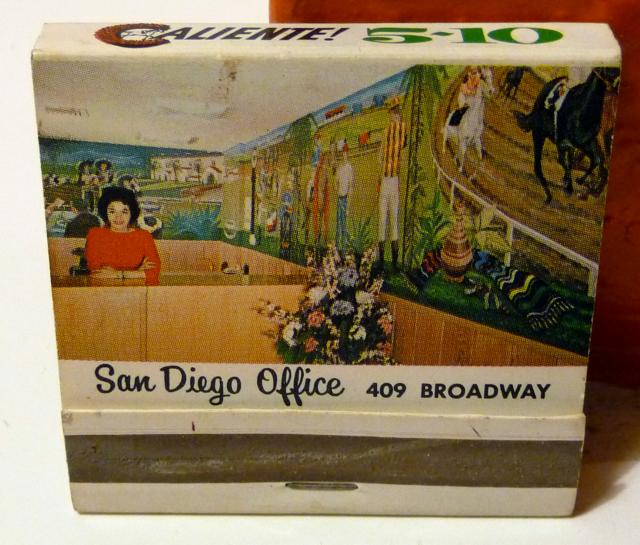 CALIENTE! 5-10
San Diego Office 409 BROADWAY